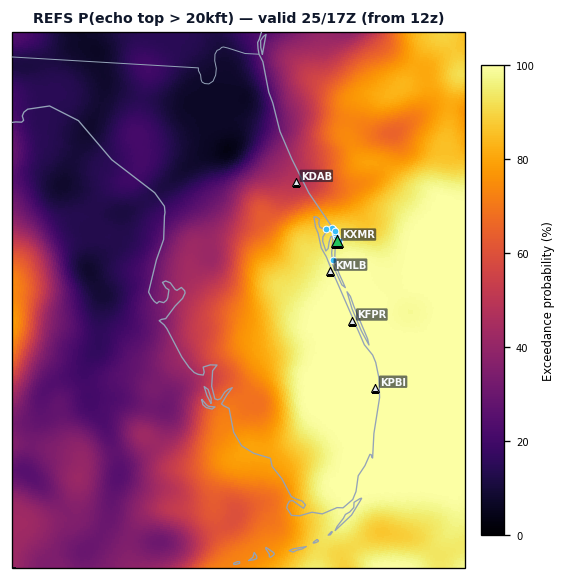 REFS P(echo top > 20kft) — valid 25/17Z (from 12z)
KDAB
KXMR
KMLB
KFPR
KPBI
100
80
60
40
20
0
Exceedance probability (%)